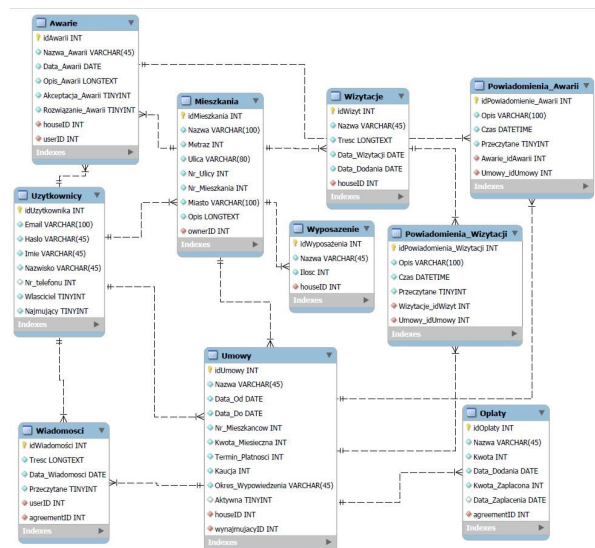 Awarie
idAwarii INT
Nazwa_Awarii VARCHAR(45)
Data_Awarii DATE
Opis_Awarii LONGTEXT
Akceptacja_Awarii TINYINT
Rozwiązanie_Awarii TINYINT
houseID INT
userID INT
Indexes
Mieszkania
idMieszkania INT
Nazwa VARCHAR(100)
Metraz INT
Ulica VARCHAR(80)
Nr_Ulicy INT
Nr_Mieszkania INT
Miasto VARCHAR(100)
Opis LONGTEXT
ownerID INT
Indexes
Wizytacje
idWizyt INT
Nazwa VARCHAR(45)
Tresc LONGTEXT
Data_Wizytacji DATE
Data_Dodania DATE
houseID INT
Indexes
Powiadomienia_Awarii
idPowiadomienie_Awarii INT
Opis VARCHAR(100)
Czas DATETIME
Przeczytane TINYINT
Awarie_idAwarii INT
Umowy_idUmowy INT
Indexes
Uzytkownicy
idUzytkownika INT
Email VARCHAR(100)
Hasło VARCHAR(45)
Imie VARCHAR(45)
Nazwisko VARCHAR(45)
Nr_telefonu INT
Wlasciciel TINYINT
Najmujący TINYINT
Indexes
Wyposazenie
idWyposażenia INT
Nazwa VARCHAR(45)
Ilosc INT
houseID INT
Indexes
Powiadomienia_Wizytacji
idPowiadomienia_Wizytacji INT
Opis VARCHAR(100)
Czas DATETIME
Przeczytane TINYINT
Wizytacje_idWizyt INT
Umowy_idUmowy INT
Indexes
Umowy
idUmowy INT
Nazwa VARCHAR(45)
Data_Od DATE
Data_Do DATE
Nr_Mieszkancow INT
Kwota_Miesieczna INT
Termin_Platnosci INT
Kaucja INT
Okres_Wypowiedzenia VARCHAR(45)
Aktywna TINYINT
houseID INT
wynajmujacyID INT
Indexes
Wiadomosci
idWiadomości INT
Tresc LONGTEXT
Data_Wiadomosci DATE
Przeczytane TINYINT
userID INT
agreementID INT
Indexes
Oplaty
idOplaty INT
Nazwa VARCHAR(45)
Kwota INT
Data_Dodania DATE
Kwota_Zaplacona INT
Data_Zaplacenia DATE
agreementID INT
Indexes